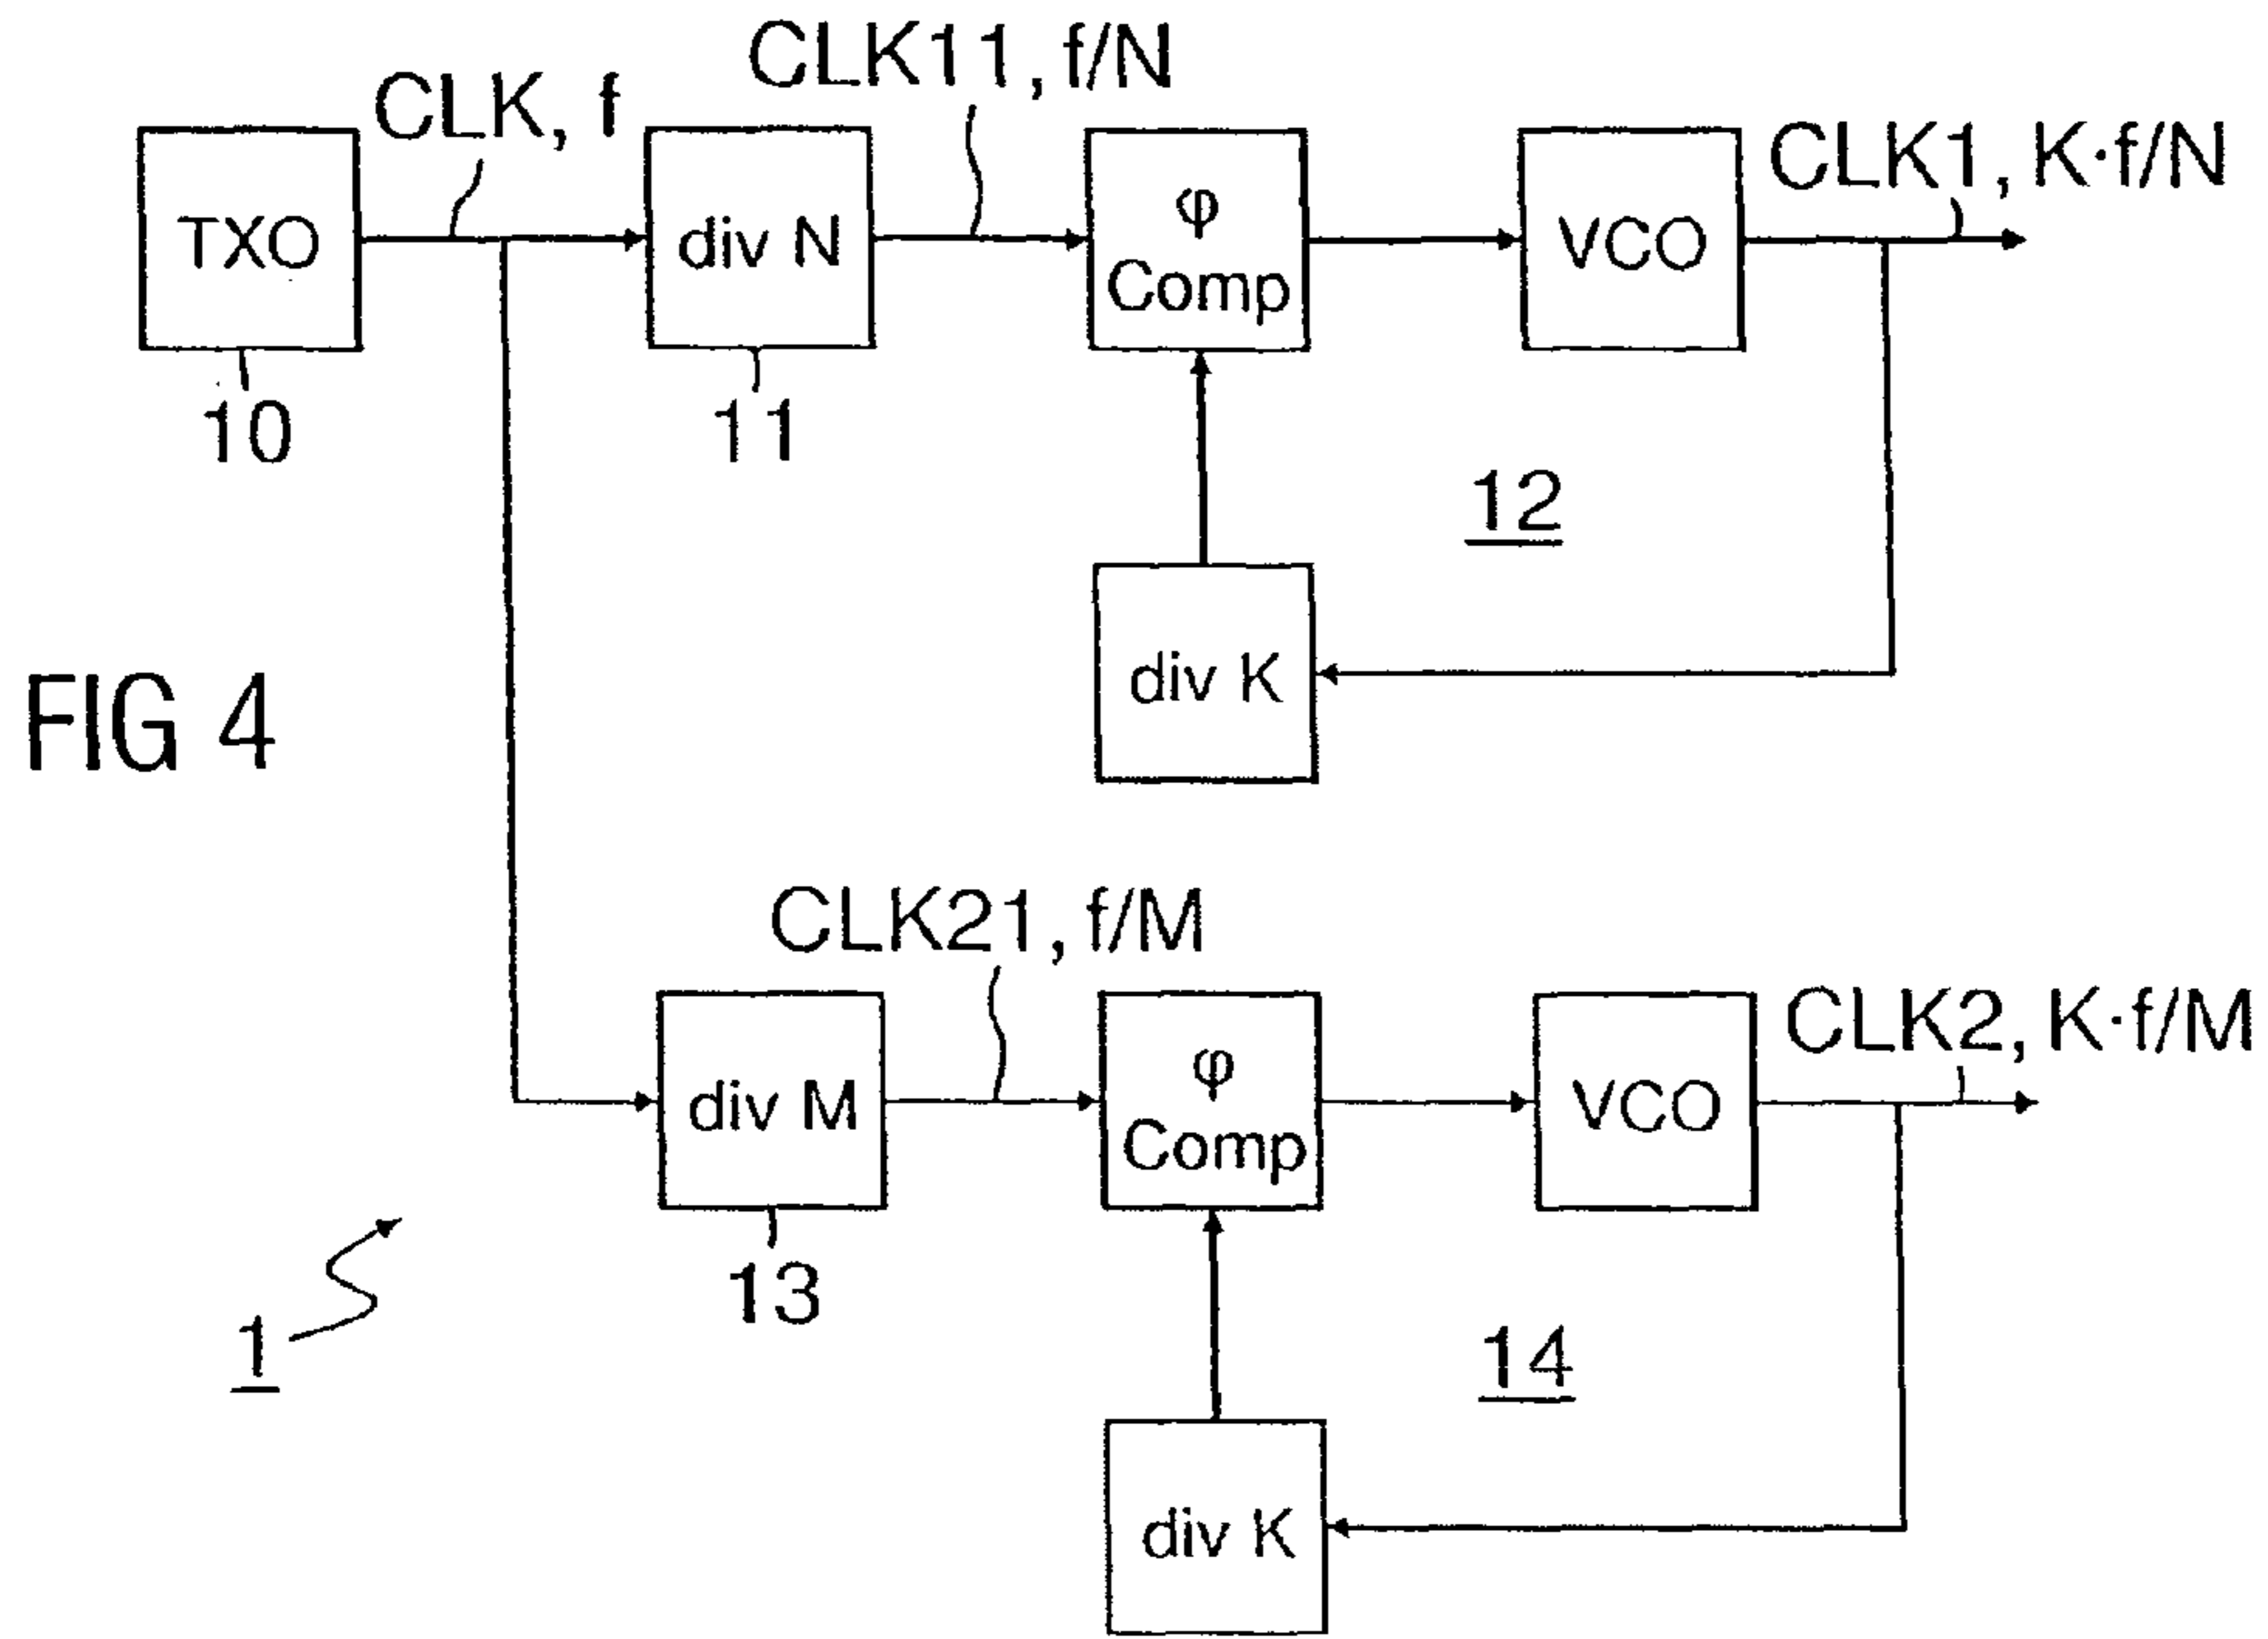 CLK11, f/N
CLK, f
CLK1, K·f/N
TXO
div N
φ
Comp
VCO
10
11
12
div K
FIG 4
CLK21, f/M
CLK2, K·f/M
div M
φ
Comp
VCO
13
14
1
div K